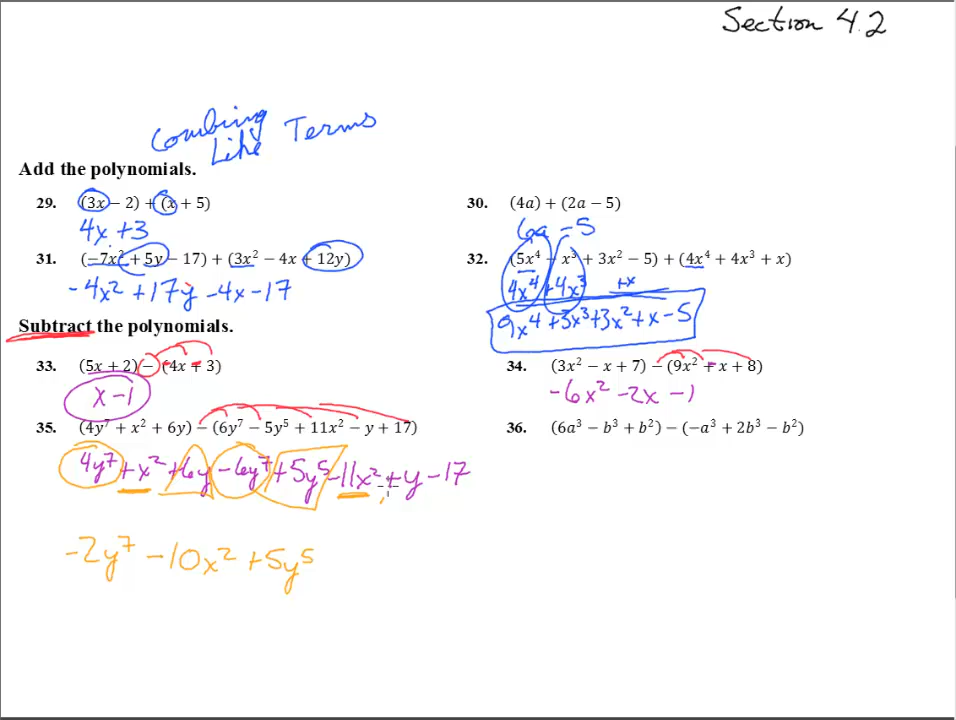 Section 4.2
Combining Like Terms
Add the polynomials.
29. (3x − 2) + (x + 5)
4x + 3
30. (4a) + (2a − 5)
6a − 5
31. (−7x² + 5y − 17) + (3x² − 4x + 12y)
-4x² + 17y - 4x - 17
32. (5x⁴ − x³ + 3x² − 5) + (4x⁴ + 4x³ + x)
4x⁴ + 4x³ + x
9x⁴ + 3x³ + 3x² + x − 5
Subtract the polynomials.
33. (5x + 2) − (4x + 3)
x − 1
34. (3x² − x + 7) − (9x² + x + 8)
-6x² - 2x - 1
35. (4y⁷ + x² + 6y) − (6y⁷ − 5y⁵ + 11x² − y + 17)
4y⁷ + x² + 6y − 6y⁷ + 5y⁵ − 11x² + y − 17
-2y⁷ − 10x² + 5y⁵
36. (6a³ − b³ + b²) − (−a³ + 2b³ − b²)